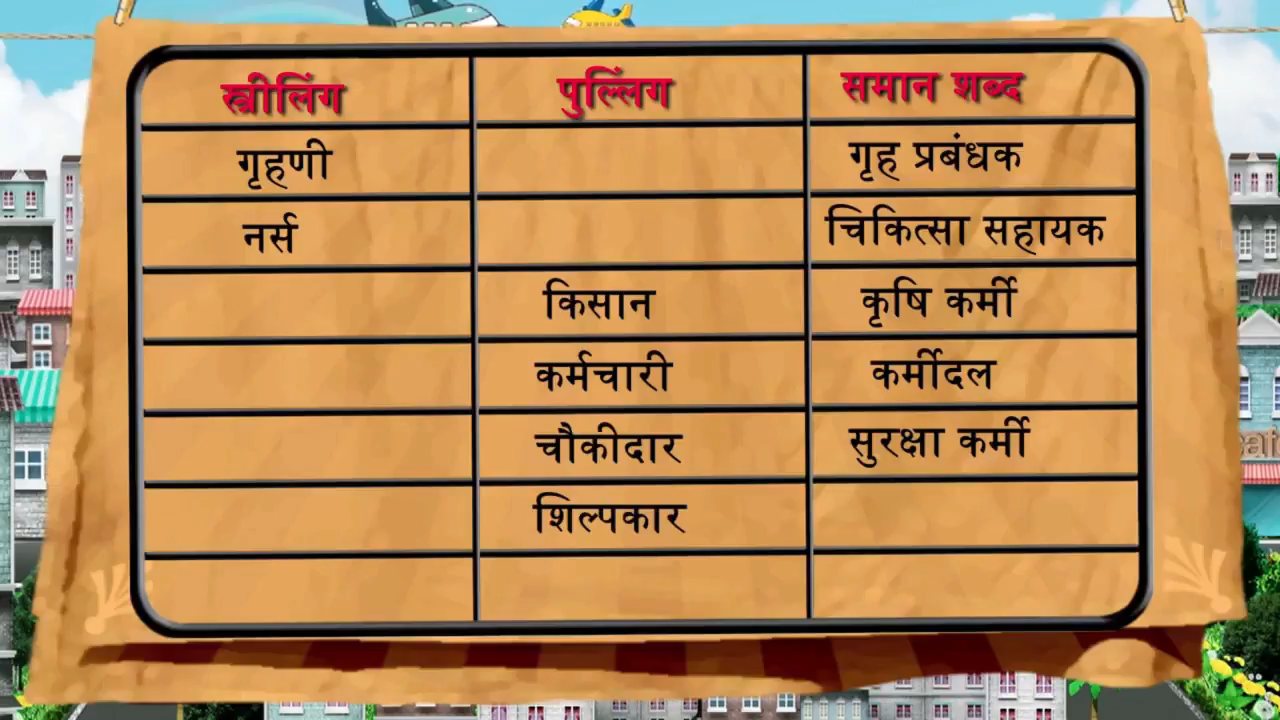 स्त्रीलिंग पुल्लिंग समान शब्द
गृहणी गृह प्रबंधक
नर्स चिकित्सा सहायक
किसान कृषि कर्मी
कर्मचारी कर्मीदल
चौकीदार सुरक्षा कर्मी
शिल्पकार